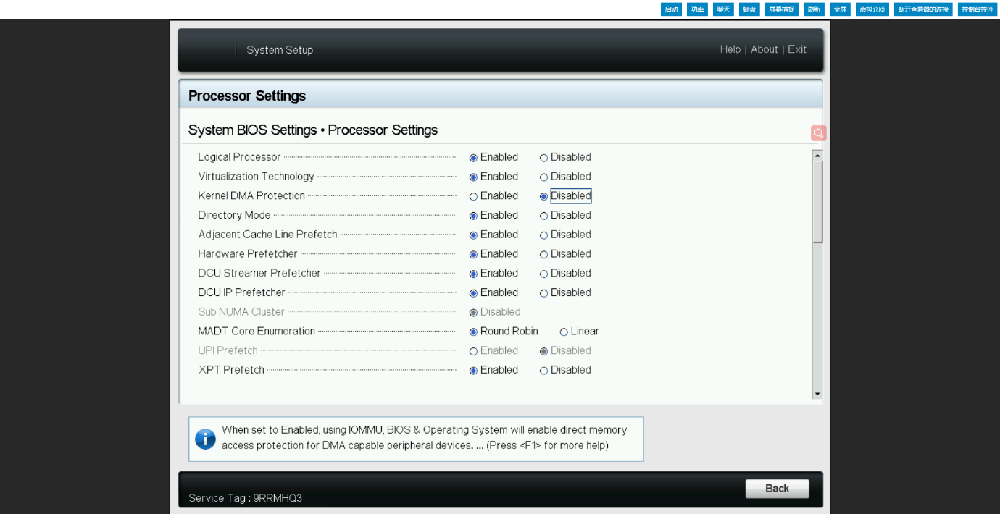 启动 功率 聊天 键盘 屏幕捕捉 刷新 全屏 虚拟介质 断开查看器的连接 控制台控件
System Setup
Help | About | Exit
Processor Settings
System BIOS Settings • Processor Settings
Logical Processor Enabled Disabled
Virtualization Technology Enabled Disabled
Kernel DMA Protection Enabled Disabled
Directory Mode Enabled Disabled
Adjacent Cache Line Prefetch Enabled Disabled
Hardware Prefetcher Enabled Disabled
DCU Streamer Prefetcher Enabled Disabled
DCU IP Prefetcher Enabled Disabled
Sub NUMA Cluster Disabled
MADT Core Enumeration Round Robin Linear
UPI Prefetch Enabled Disabled
XPT Prefetch Enabled Disabled
When set to Enabled, using IOMMU, BIOS & Operating System will enable direct memory
access protection for DMA capable peripheral devices. ... (Press <F1> for more help)
Back
Service Tag : 9RRMHQ3